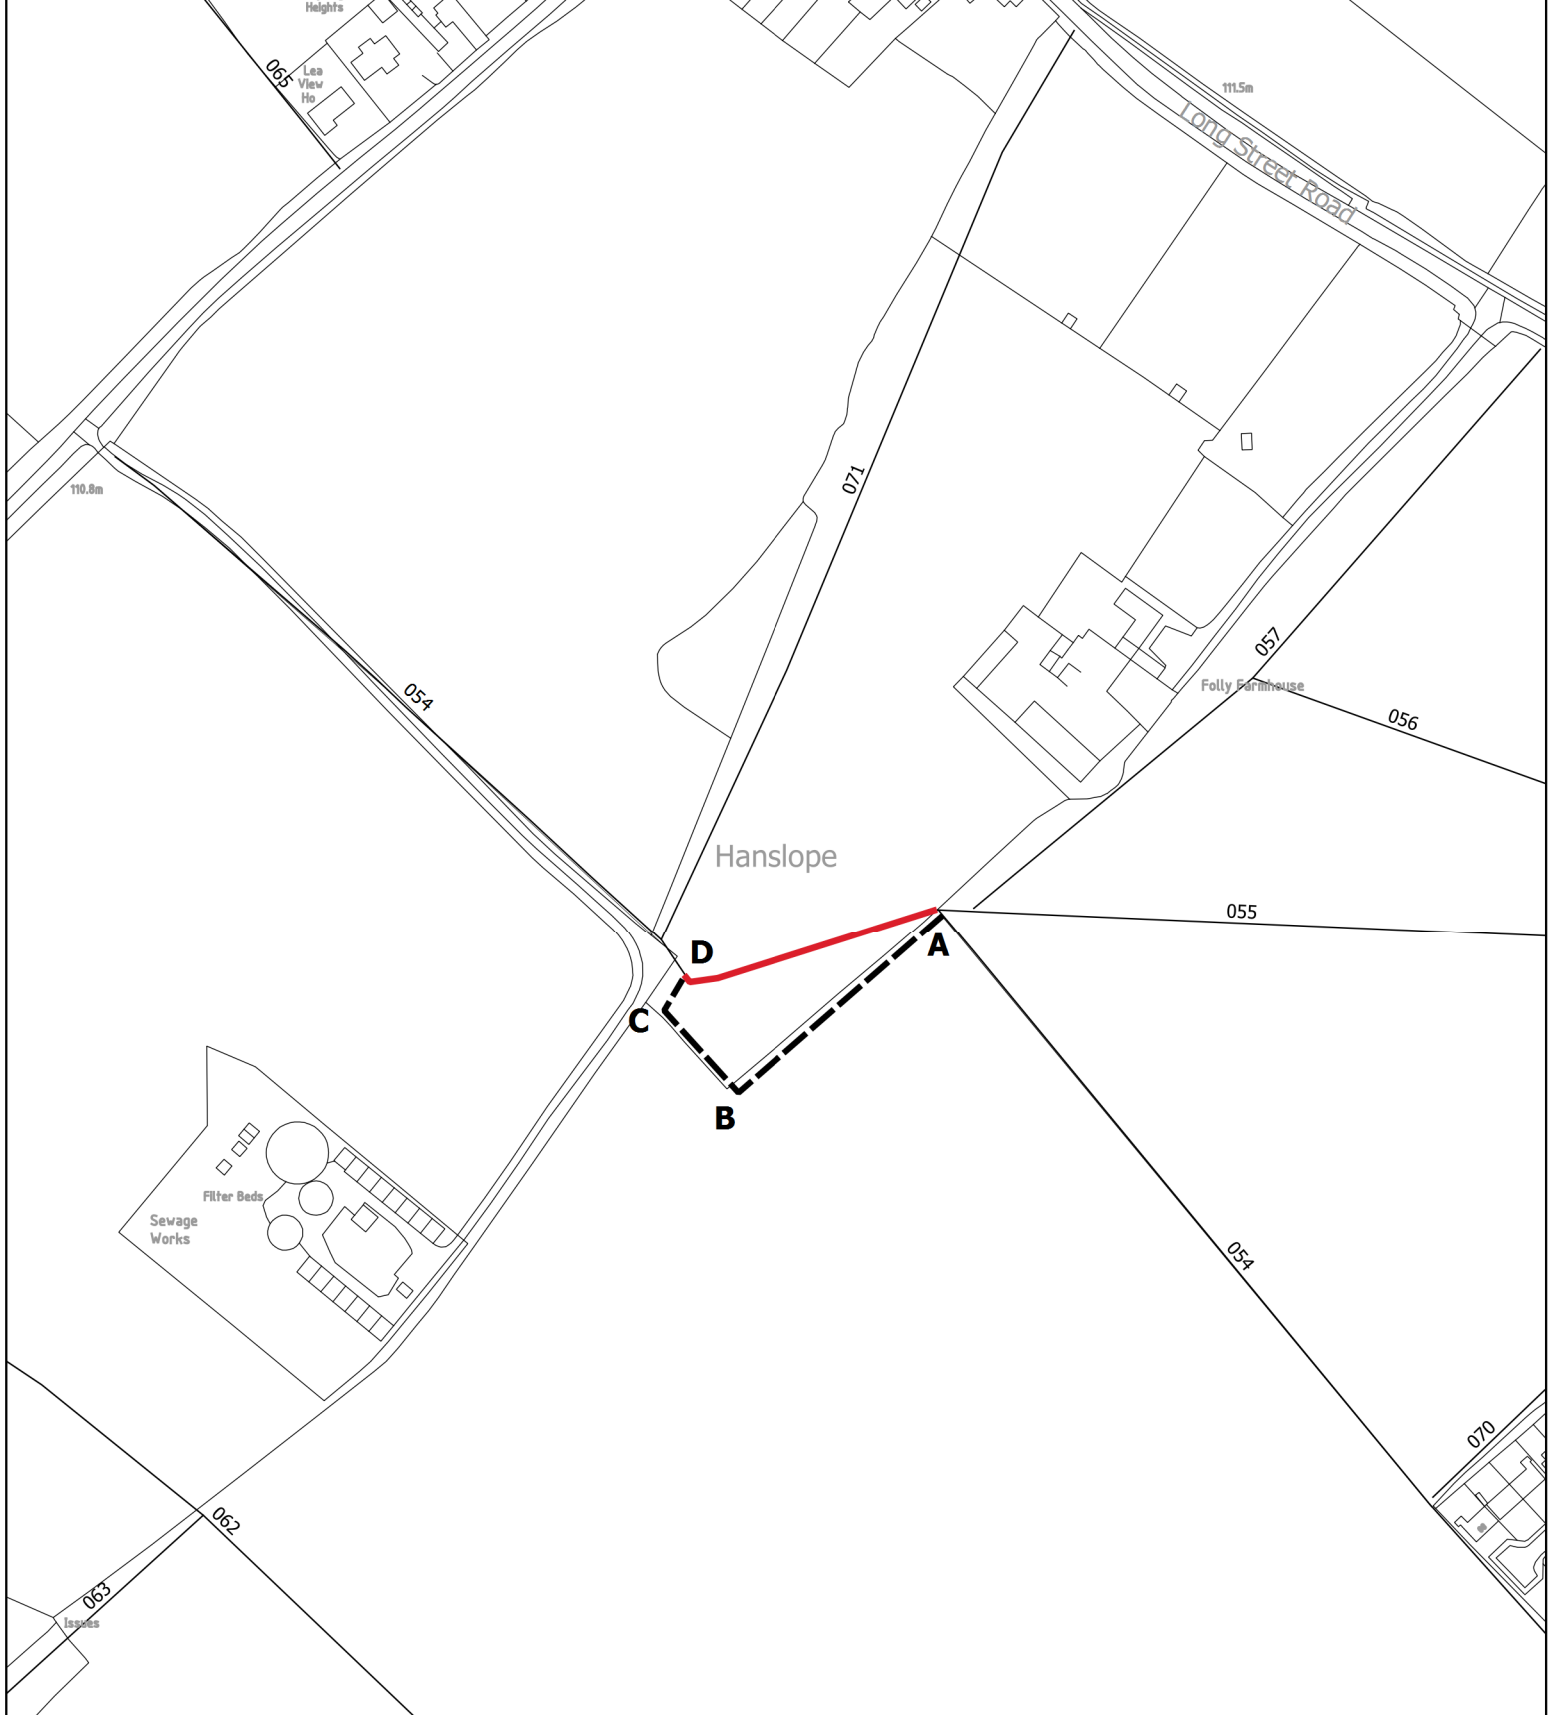 Heights
065
Lea
View
Ho
111.5m
Long Street Road
071
110.8m
057
Folly Farmhouse
054
056
Hanslope
055
D
A
C
B
Filter Beds
Sewage
Works
054
070
062
063
Issues